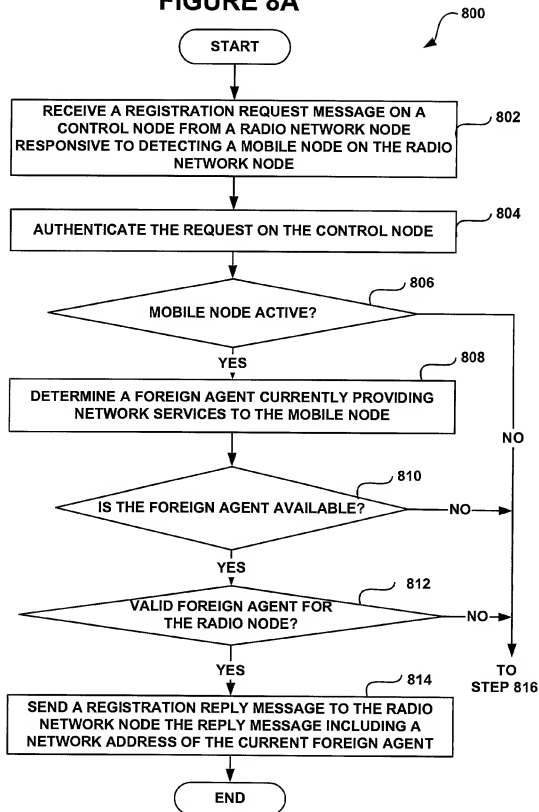 FIGURE 8A
800
START
RECEIVE A REGISTRATION REQUEST MESSAGE ON A
CONTROL NODE FROM A RADIO NETWORK NODE
RESPONSIVE TO DETECTING A MOBILE NODE ON THE RADIO
NETWORK NODE
802
AUTHENTICATE THE REQUEST ON THE CONTROL NODE
804
MOBILE NODE ACTIVE?
806
YES
DETERMINE A FOREIGN AGENT CURRENTLY PROVIDING
NETWORK SERVICES TO THE MOBILE NODE
808
NO
IS THE FOREIGN AGENT AVAILABLE?
810
NO
YES
VALID FOREIGN AGENT FOR
THE RADIO NODE?
812
NO
YES
TO
STEP 816
SEND A REGISTRATION REPLY MESSAGE TO THE RADIO
NETWORK NODE THE REPLY MESSAGE INCLUDING A
NETWORK ADDRESS OF THE CURRENT FOREIGN AGENT
814
END